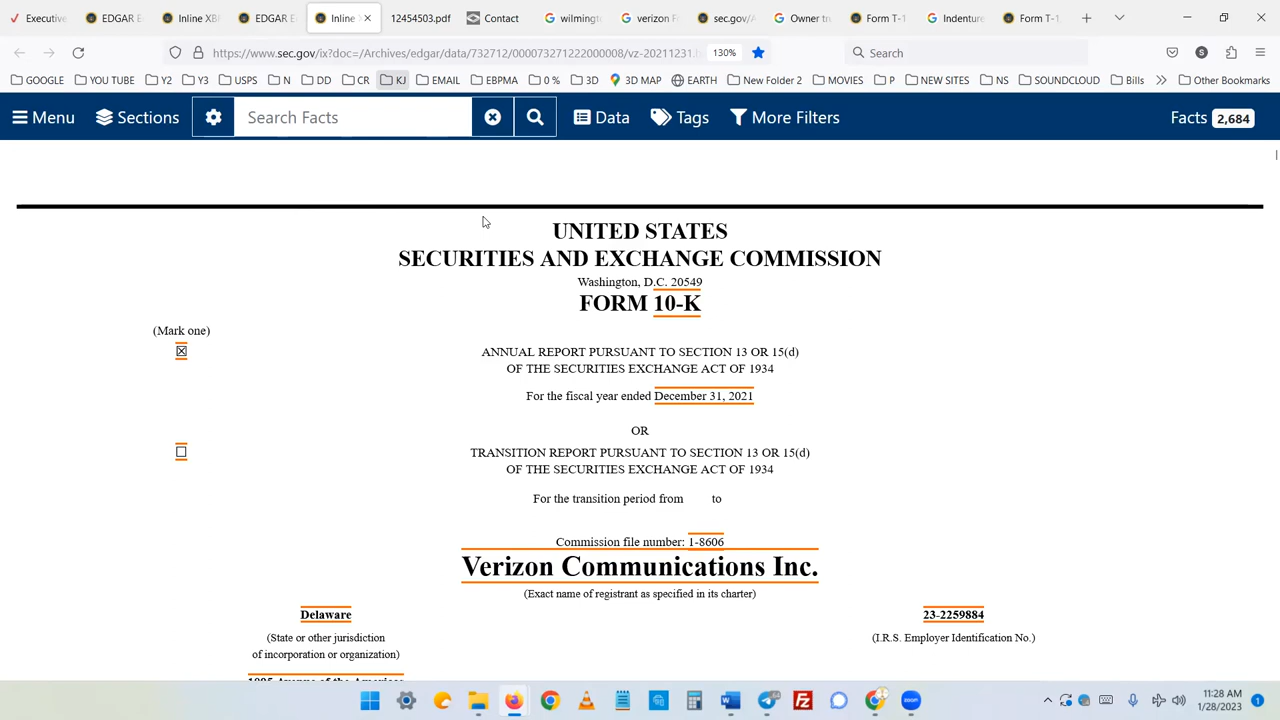 Executive
EDGAR E
Inline XB
EDGAR E
Inline X
12454503.pdf
Contact
wilmingt
verizon F
sec.gov/A
Owner tr
Form T-1
Indenture
Form T-1
https://www.sec.gov/ix?doc=/Archives/edgar/data/732712/000073271222000008/vz-20211231.h
130%
Search
S
GOOGLE
YOU TUBE
Y2
Y3
USPS
N
DD
CR
KJ
EMAIL
EBPMA
0 %
3D
3D MAP
EARTH
New Folder 2
MOVIES
P
NEW SITES
NS
SOUNDCLOUD
Bills
Other Bookmarks
Menu
Sections
Search Facts
Data
Tags
More Filters
Facts 2,684
UNITED STATES
SECURITIES AND EXCHANGE COMMISSION
Washington, D.C. 20549
FORM 10-K
(Mark one)
☒
ANNUAL REPORT PURSUANT TO SECTION 13 OR 15(d)
OF THE SECURITIES EXCHANGE ACT OF 1934
For the fiscal year ended December 31, 2021
OR
☐
TRANSITION REPORT PURSUANT TO SECTION 13 OR 15(d)
OF THE SECURITIES EXCHANGE ACT OF 1934
For the transition period from to
Commission file number: 1-8606
Verizon Communications Inc.
(Exact name of registrant as specified in its charter)
Delaware
23-2259884
(State or other jurisdiction
of incorporation or organization)
(I.R.S. Employer Identification No.)
1095 Avenue of the Americas
11:28 AM
1/28/2023